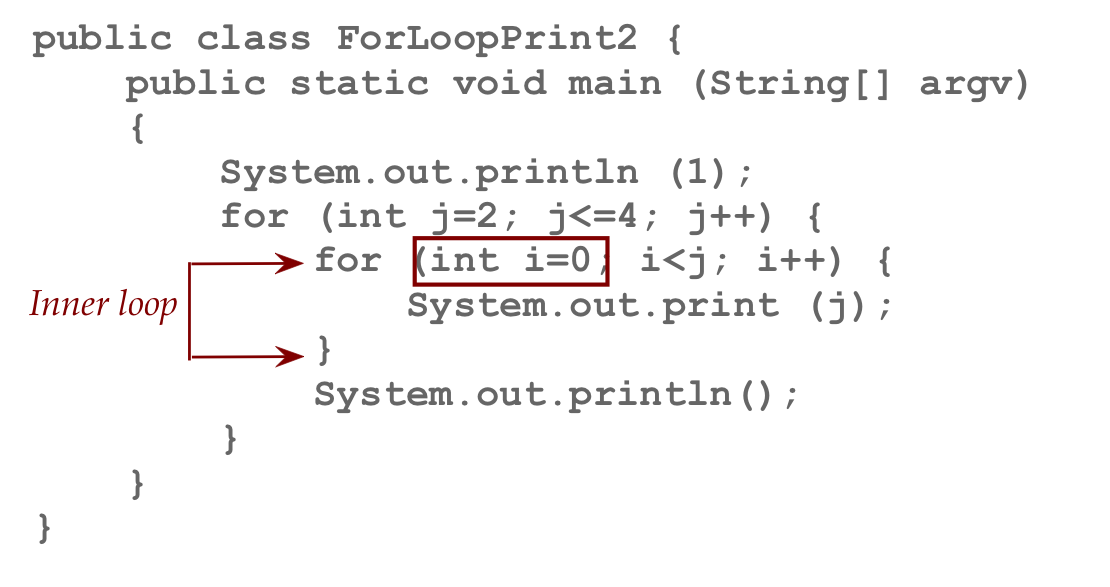 public class ForLoopPrint2 {
public static void main (String[] argv)
{
System.out.println (1);
for (int j=2; j<=4; j++) {
for (int i=0; i<j; i++) {
Inner loop
System.out.print (j);
}
System.out.println();
}
}
}